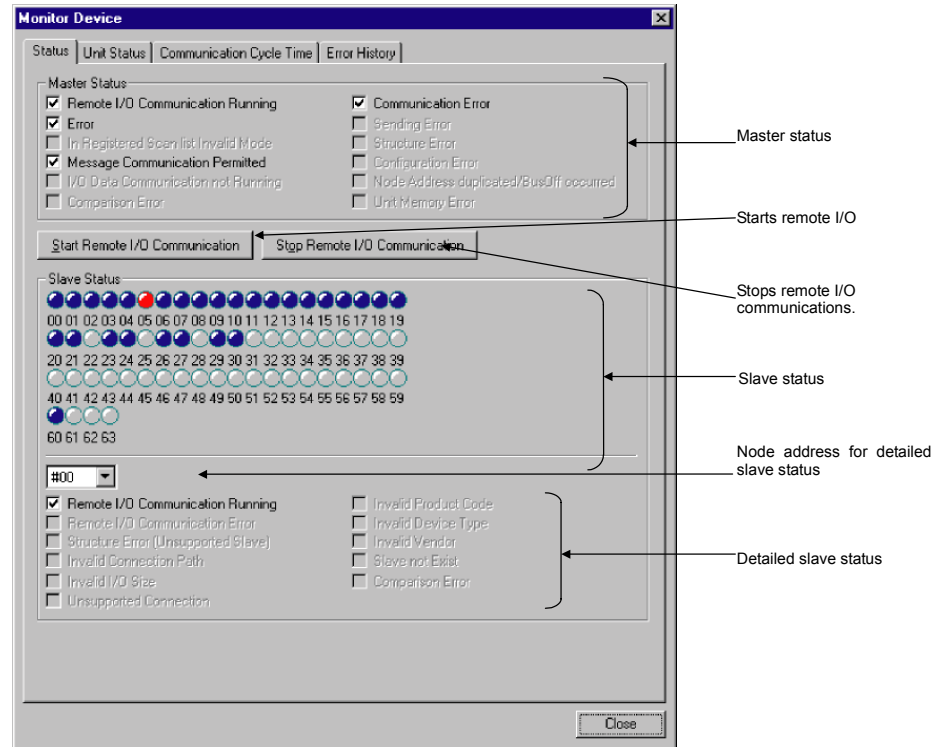 Monitor Device
Status Unit Status Communication Cycle Time Error History
Master Status
Remote I/O Communication Running
Error
In Registered Scan list Invalid Mode
Message Communication Permitted
I/O Data Communication not Running
Comparison Error
Communication Error
Sending Error
Structure Error
Configuration Error
Node Address duplicated/BusOff occurred
Unit Memory Error
Master status
Starts remote I/O
Start Remote I/O Communication
Stop Remote I/O Communication
Stops remote I/O
communications.
Slave Status
00 01 02 03 04 05 06 07 08 09 10 11 12 13 14 15 16 17 18 19
20 21 22 23 24 25 26 27 28 29 30 31 32 33 34 35 36 37 38 39
40 41 42 43 44 45 46 47 48 49 50 51 52 53 54 55 56 57 58 59
60 61 62 63
Slave status
Node address for detailed
slave status
#00
Remote I/O Communication Running
Remote I/O Communication Error
Structure Error (Unsupported Slave)
Invalid Connection Path
Invalid I/O Size
Unsupported Connection
Invalid Product Code
Invalid Device Type
Invalid Vendor
Slave not Exist
Comparison Error
Detailed slave status
Close